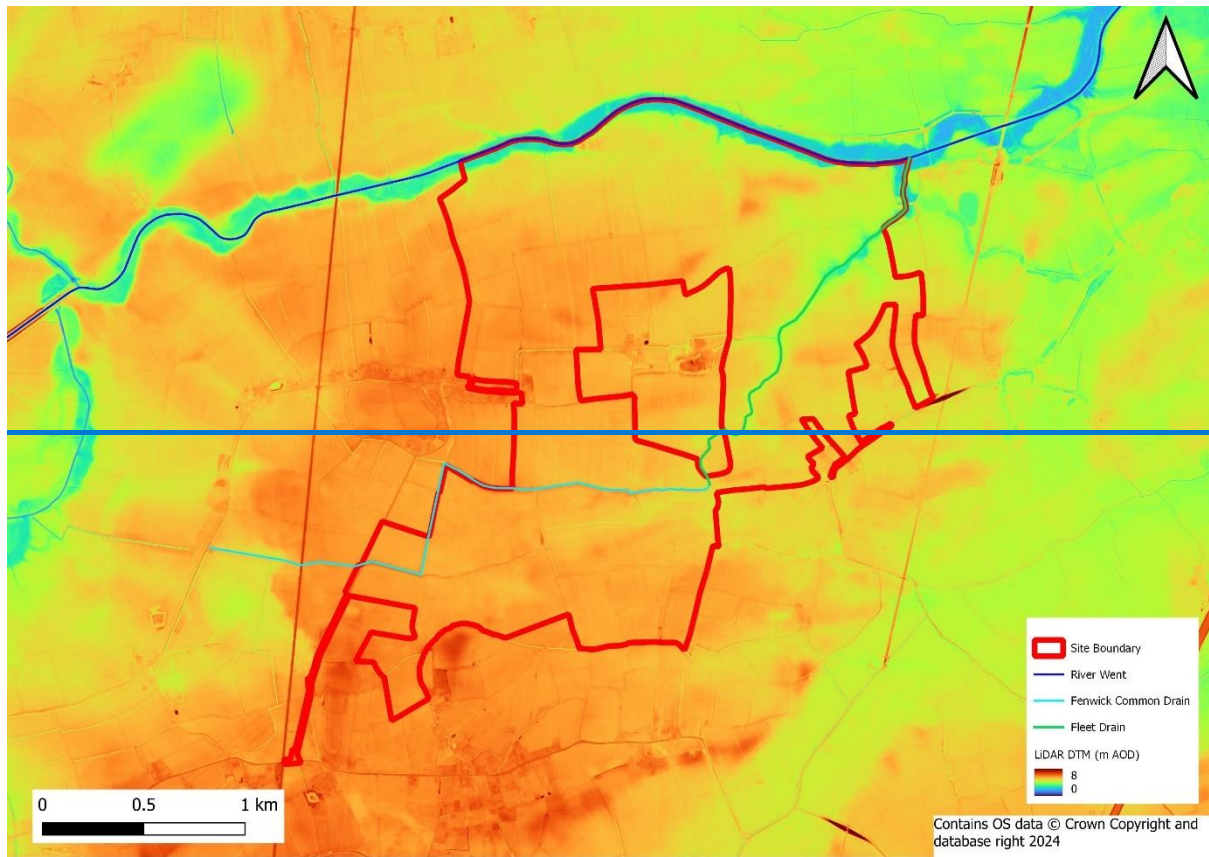 Site Boundary
River Went
Fenwick Common Drain
Fleet Drain
LiDAR DTM (m AOD)
8
0
0 0.5 1 km
Contains OS data © Crown Copyright and
database right 2024